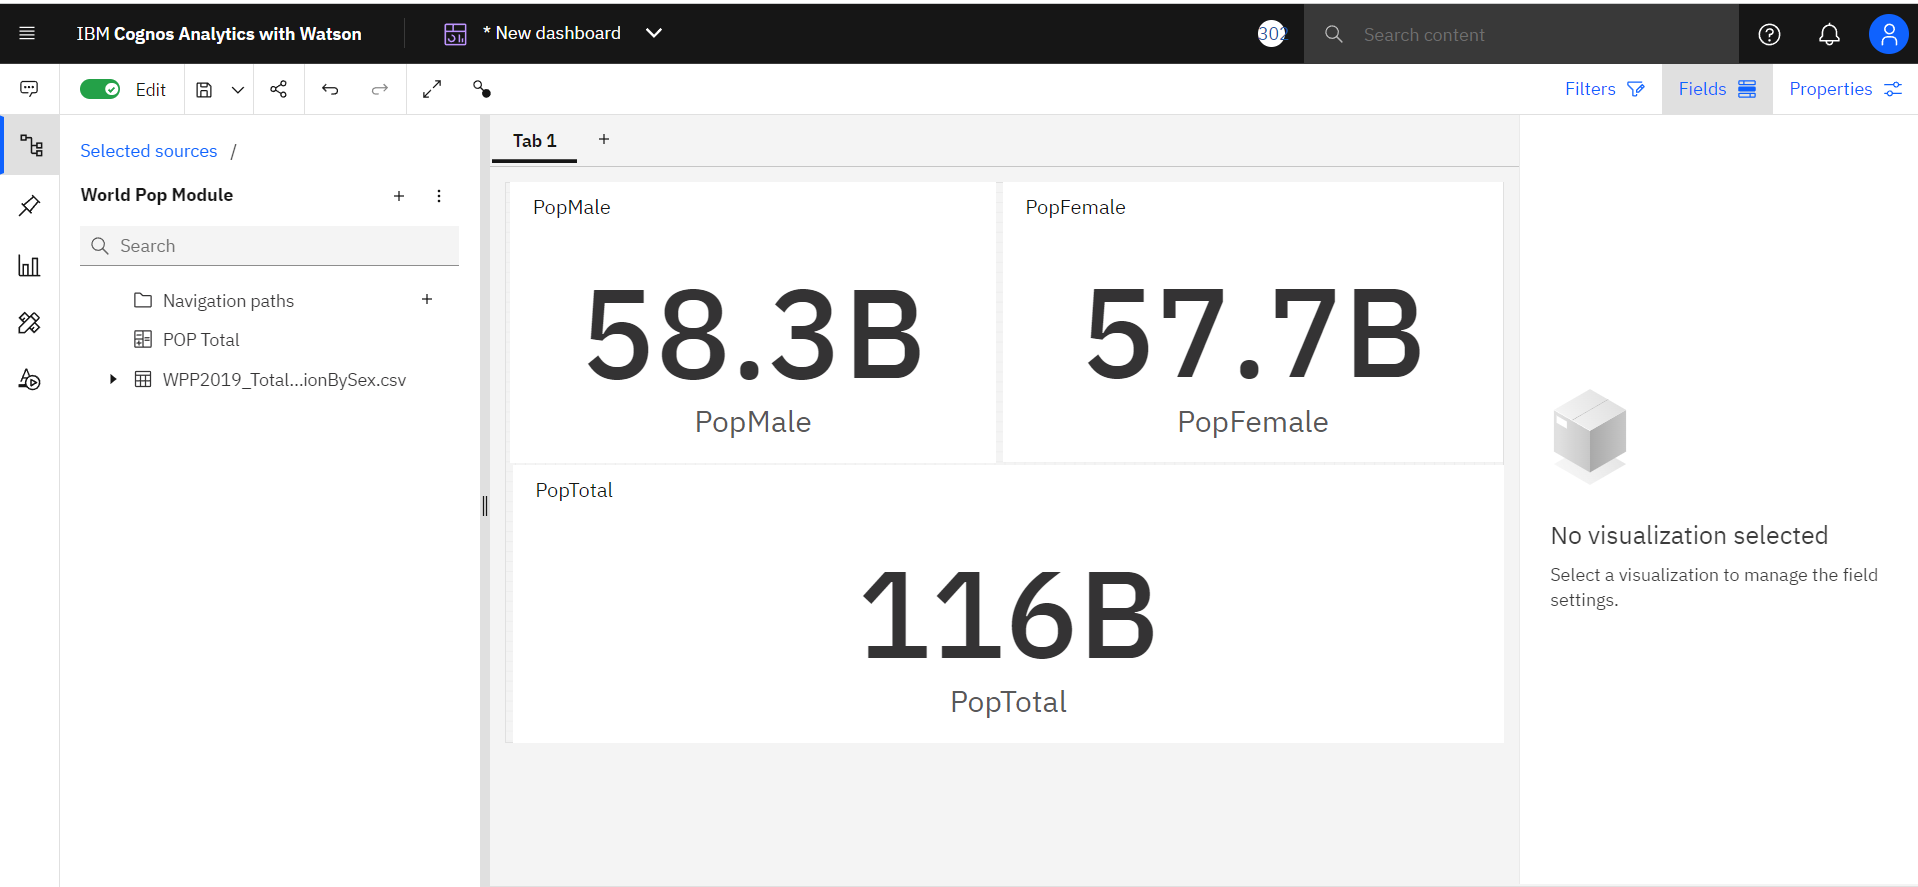 IBM Cognos Analytics with Watson
* New dashboard
302
Search content
Edit
Filters
Fields
Properties
Selected sources /
World Pop Module
Search
Navigation paths
POP Total
WPP2019_Total...ionBySex.csv
Tab 1
PopMale
58.3B
PopMale
PopFemale
57.7B
PopFemale
PopTotal
116B
PopTotal
No visualization selected
Select a visualization to manage the field
settings.